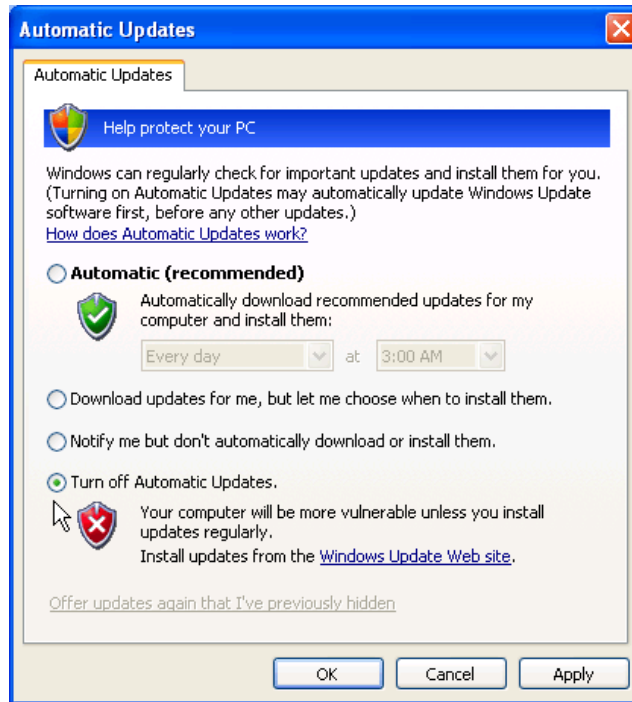 Automatic Updates
Automatic Updates
Help protect your PC
Windows can regularly check for important updates and install them for you.
(Turning on Automatic Updates may automatically update Windows Update
software first, before any other updates.)
How does Automatic Updates work?
Automatic (recommended)
Automatically download recommended updates for my
computer and install them:
Every day at 3:00 AM
Download updates for me, but let me choose when to install them.
Notify me but don't automatically download or install them.
Turn off Automatic Updates.
Your computer will be more vulnerable unless you install
updates regularly.
Install updates from the Windows Update Web site.
Offer updates again that I've previously hidden
OK Cancel Apply